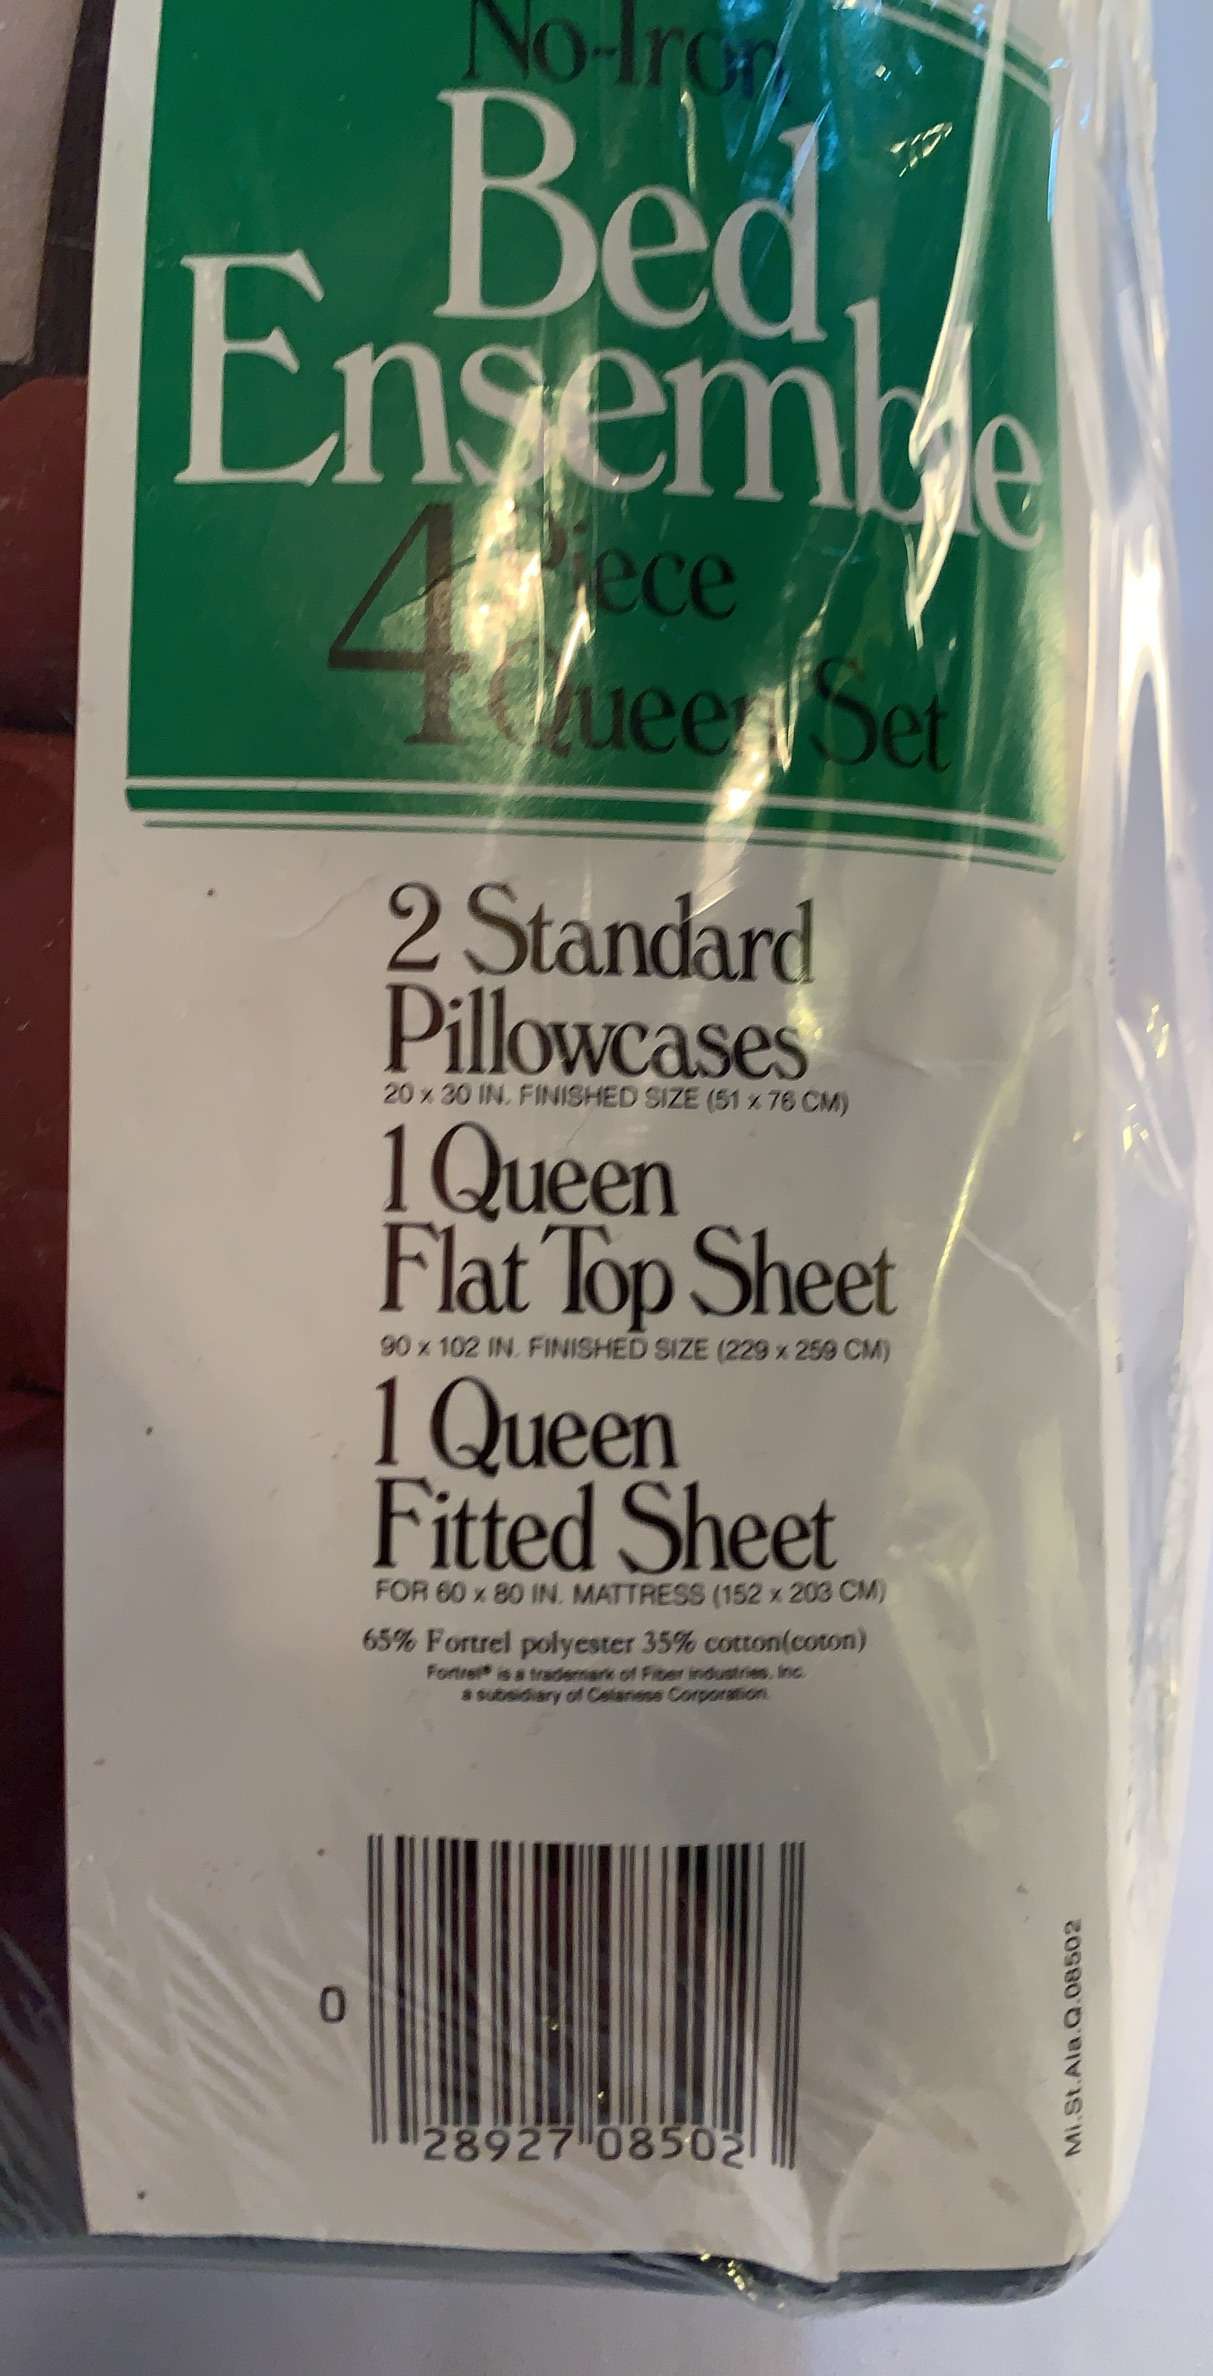 No-Iron
Bed
Ensemble
4 Piece
Queen Set
2 Standard
Pillowcases
20 x 30 IN. FINISHED SIZE (51 x 76 CM)
1 Queen
Flat Top Sheet
90 x 102 IN. FINISHED SIZE (229 x 259 CM)
1 Queen
Fitted Sheet
FOR 60 x 80 IN. MATTRESS (152 x 203 CM)
65% Fortrel polyester 35% cotton(coton)
Fortrel® is a trademark of Fiber Industries, Inc.
a subsidiary of Celanese Corporation.
0
28927 08502
Mi.St.Ala.Q.08502